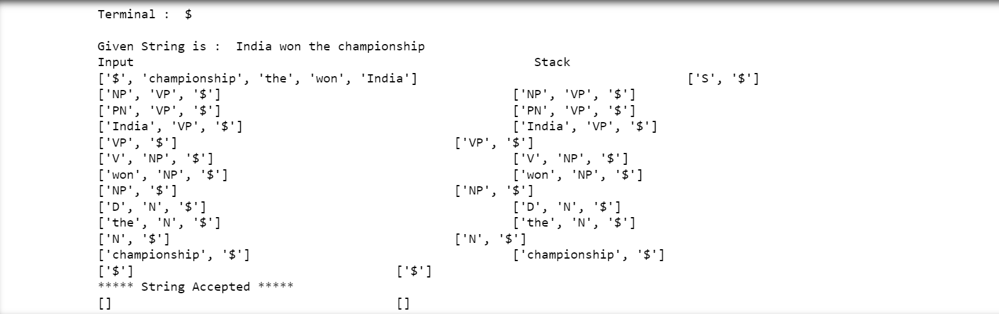 Terminal :  $
Given String is :  India won the championship
Input                                                       Stack
['$', 'championship', 'the', 'won', 'India']                                     ['S', '$']
['NP', 'VP', '$']                                        ['NP', 'VP', '$']
['PN', 'VP', '$']                                        ['PN', 'VP', '$']
['India', 'VP', '$']                                     ['India', 'VP', '$']
['VP', '$']                                      ['VP', '$']
['V', 'NP', '$']                                         ['V', 'NP', '$']
['won', 'NP', '$']                                       ['won', 'NP', '$']
['NP', '$']                                      ['NP', '$']
['D', 'N', '$']                                          ['D', 'N', '$']
['the', 'N', '$']                                        ['the', 'N', '$']
['N', '$']                                       ['N', '$']
['championship', '$']                                    ['championship', '$']
['$']                                    ['$']
***** String Accepted *****
[]                                       []